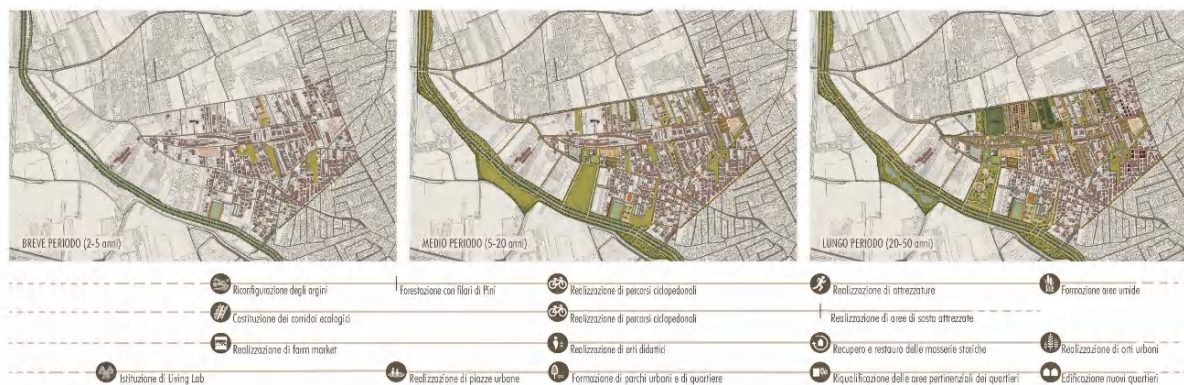 BREVE PERIODO (2-5 anni)
MEDIO PERIODO (5-20 anni)
LUNGO PERIODO (20-50 anni)
Riconfigurazione degli argini
Forestazione con filari di Pini
Realizzazione di percorsi ciclopedonali
Realizzazione di attrezzature
Formazione aree umide
Costituzione dei corridoi ecologici
Realizzazione di percorsi ciclopedonali
Realizzazione di aree di sosta attrezzate
Realizzazione di farm market
Realizzazione di orti didattici
Recupero e restauro delle masserie storiche
Realizzazione di orti urbani
Istituzione di Living Lab
Realizzazione di piazze urbane
Formazione di parchi urbani e di quartiere
Riqualificazione delle aree pertinenziali dei quartieri
Edificazione nuovi quartieri